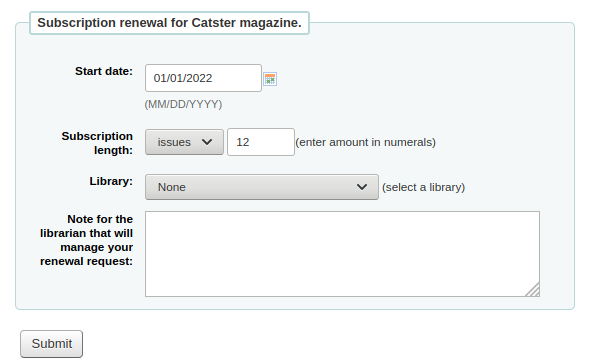 Subscription renewal for Catster magazine.
Start date: 01/01/2022
(MM/DD/YYYY)
Subscription length: issues 12 (enter amount in numerals)
Library: None (select a library)
Note for the
librarian that will
manage your
renewal request:
Submit